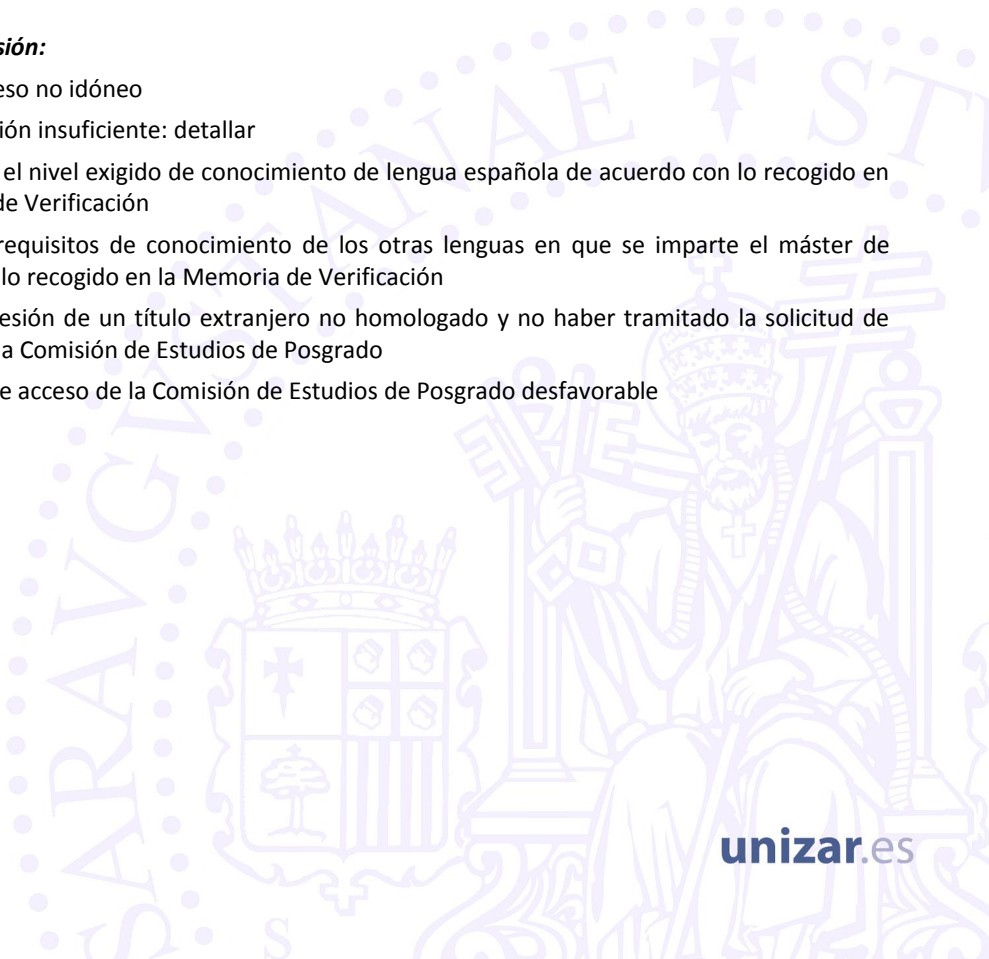 sión:
eso no idóneo
ión insuficiente: detallar
el nivel exigido de conocimiento de lengua española de acuerdo con lo recogido en
de Verificación
requisitos de conocimiento de los otras lenguas en que se imparte el máster de
lo recogido en la Memoria de Verificación
esión de un título extranjero no homologado y no haber tramitado la solicitud de
a Comisión de Estudios de Posgrado
e acceso de la Comisión de Estudios de Posgrado desfavorable
SARAVGVSTANAE ST
S
unizar.es